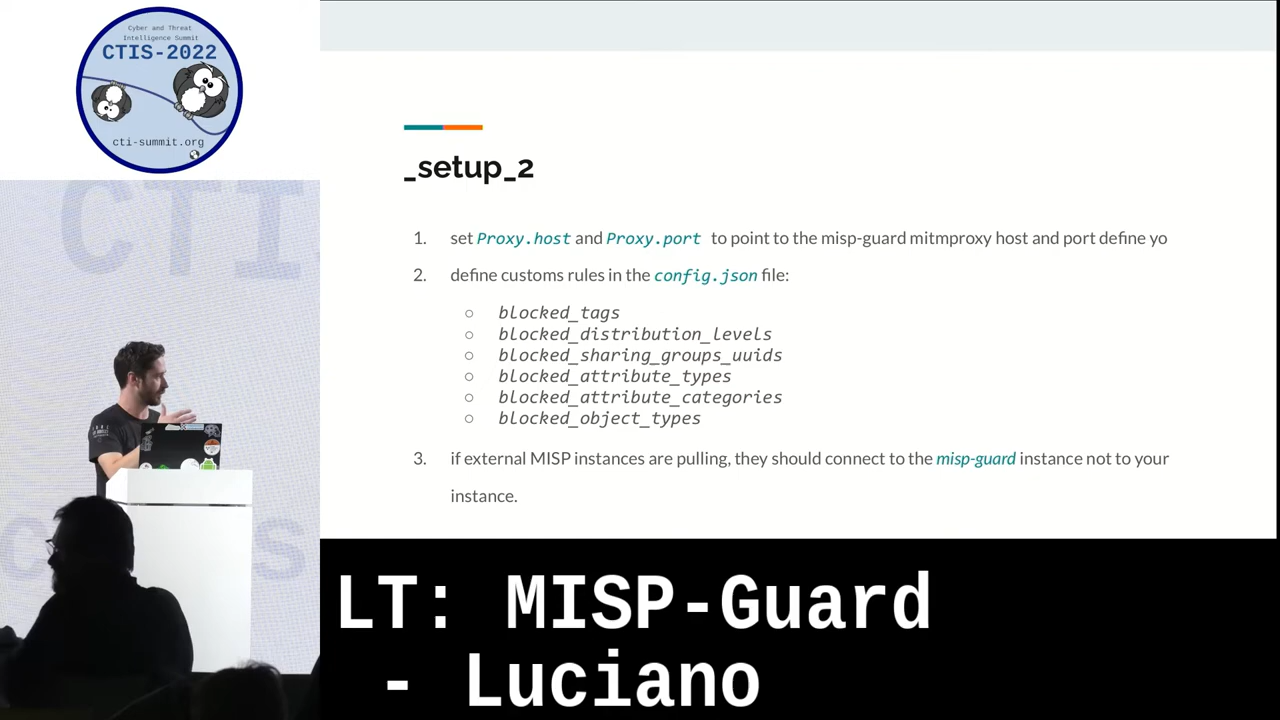 Cyber and Threat
Intelligence Summit
CTIS-2022
cti-summit.org
CTI
_setup_2
1. set Proxy.host and Proxy.port to point to the misp-guard mitmproxy host and port define yo
2. define customs rules in the config.json file:
○ blocked_tags
○ blocked_distribution_levels
○ blocked_sharing_groups_uuids
○ blocked_attribute_types
○ blocked_attribute_categories
○ blocked_object_types
3. if external MISP instances are pulling, they should connect to the misp-guard instance not to your
instance.
LT: MISP-Guard
- Luciano